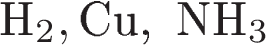 H₂, Cu, NH₃